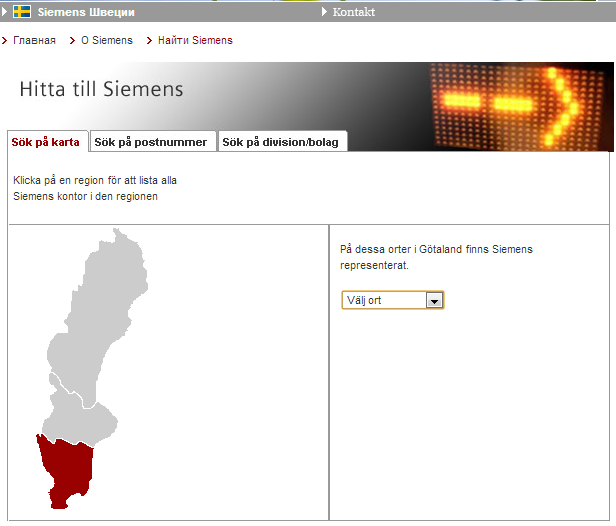 Siemens Швеции
Kontakt
Главная
О Siemens
Найти Siemens
Hitta till Siemens
Sök på karta
Sök på postnummer
Sök på division/bolag
Klicka på en region för att lista alla
Siemens kontor i den regionen
På dessa orter i Götaland finns Siemens
representerat.
Välj ort